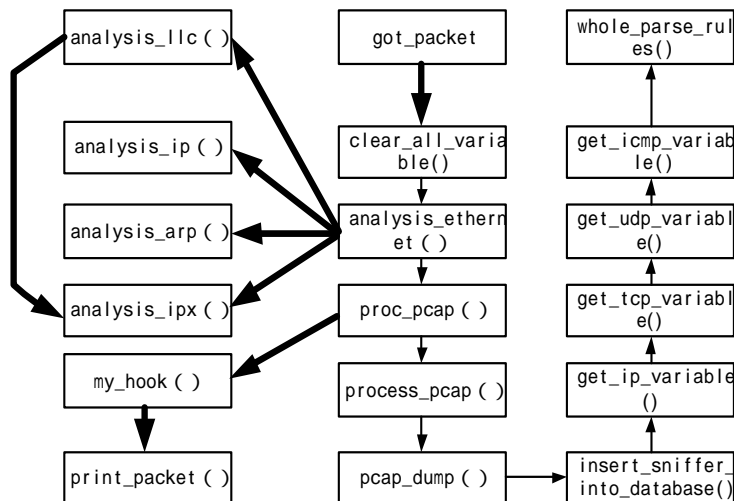 analysis_llc ( )
analysis_ip ( )
analysis_arp ( )
analysis_ipx ( )
my_hook ( )
print_packet ( )
got_packet
clear_all_varia
ble()
analysis_ethern
et ( )
proc_pcap ( )
process_pcap ( )
pcap_dump ( )
whole_parse_rul
es()
get_icmp_variab
le()
get_udp_variabl
e()
get_tcp_variabl
e()
get_ip_variable
()
insert_sniffer_
into_database()